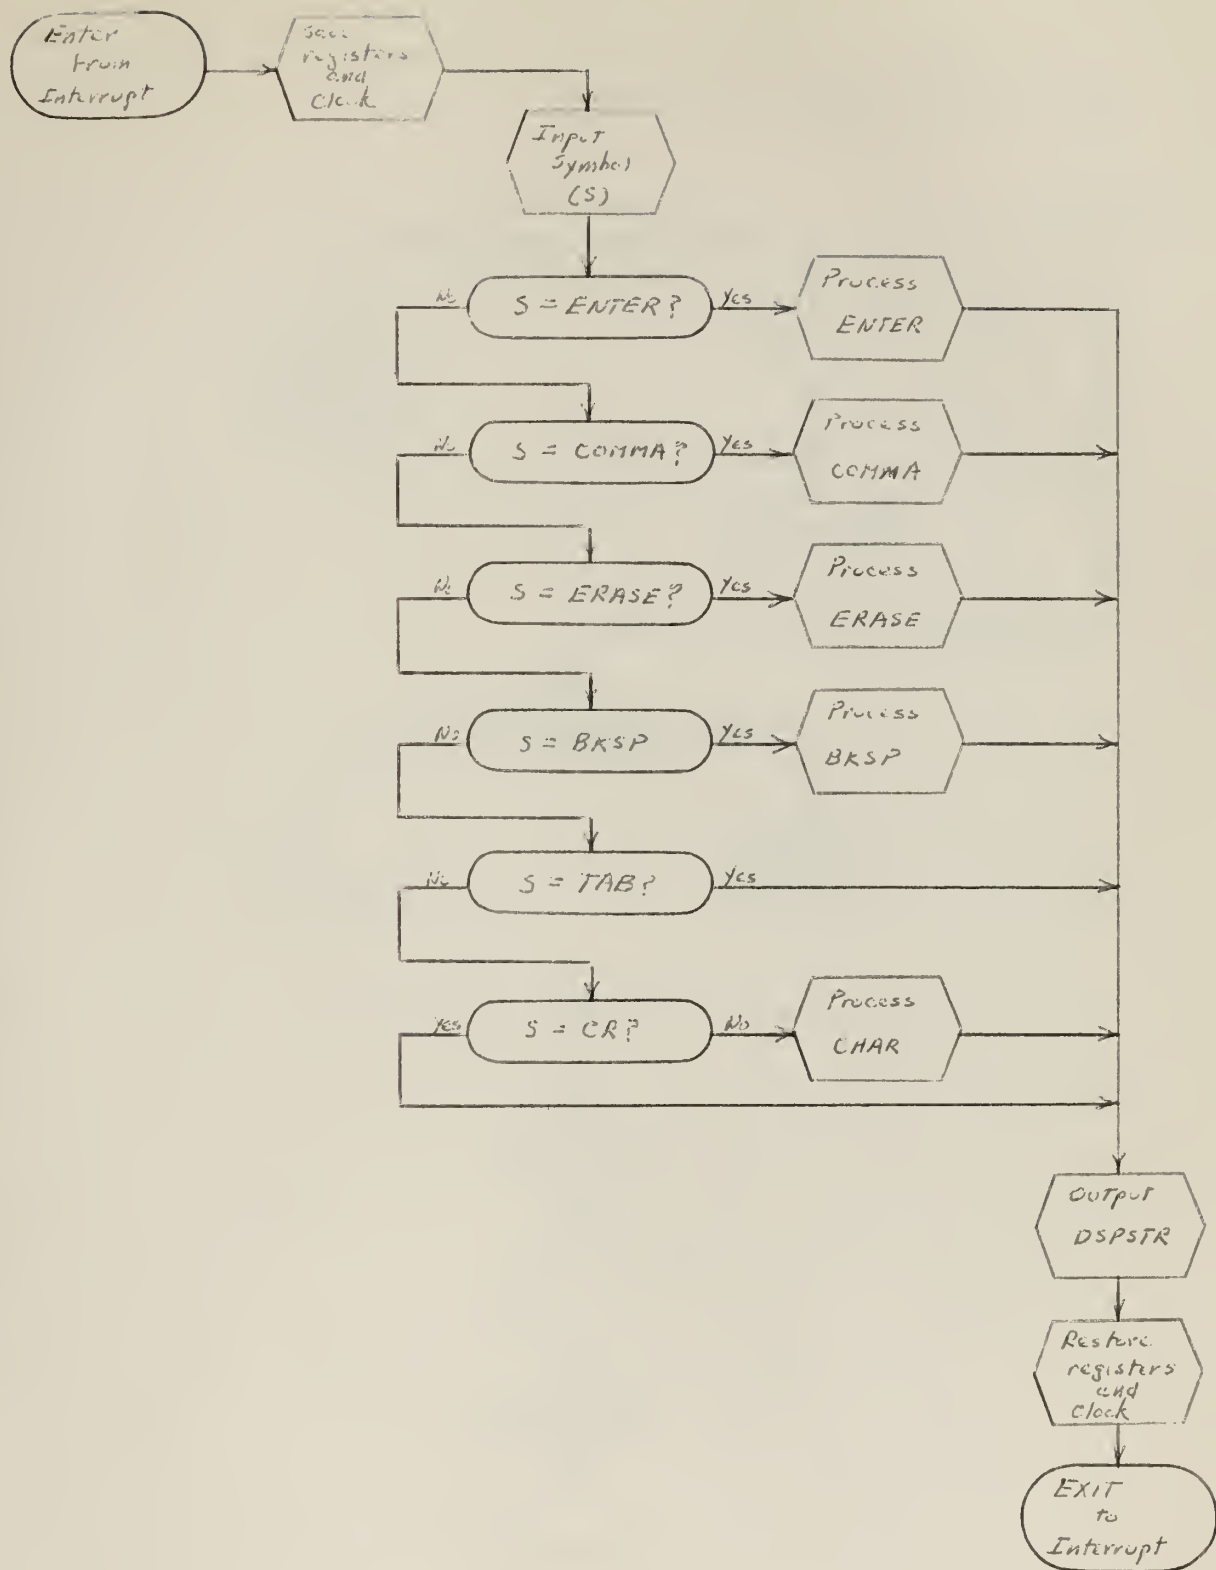 Enter
from
Interrupt
Save
registers
and
Clock
Input
Symbol
(S)
No
S = ENTER?
Yes
Process
ENTER
No
S = COMMA?
Yes
Process
COMMA
No
S = ERASE?
Yes
Process
ERASE
No
S = BKSP
Yes
Process
BKSP
No
S = TAB?
Yes
Yes
S = CR?
No
Process
CHAR
OUTPUT
DSPSTR
Restore
registers
and
Clock
EXIT
to
Interrupt